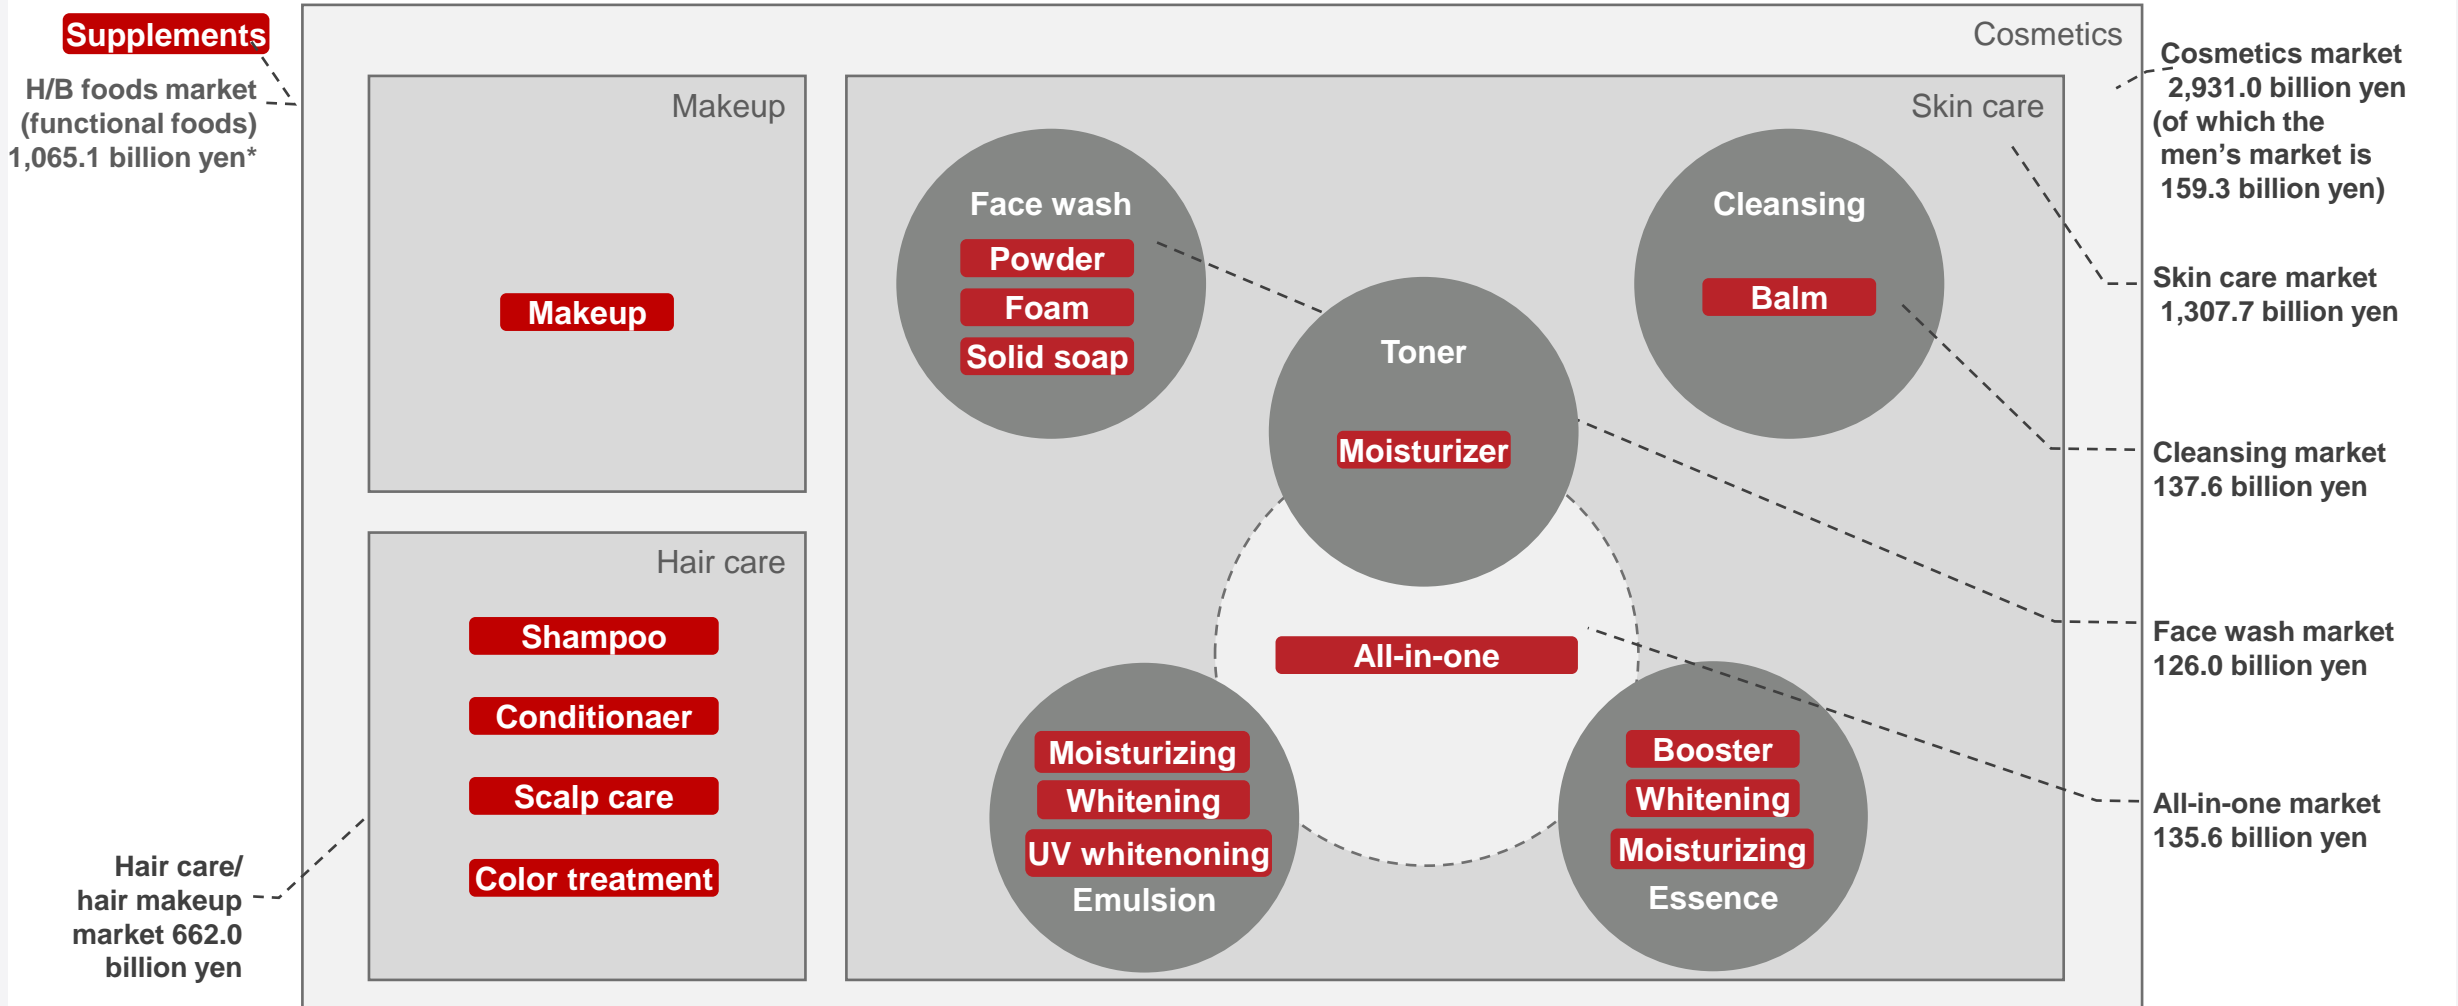 Supplements
H/B foods market
(functional foods)
1,065.1 billion yen*
Cosmetics
Makeup
Makeup
Hair care
Shampoo
Conditionaer
Scalp care
Color treatment
Hair care/
hair makeup
market 662.0
billion yen
Skin care
Face wash
Powder
Foam
Solid soap
Cleansing
Balm
Toner
Moisturizer
All-in-one
Moisturizing
Whitening
UV whitenoning
Emulsion
Booster
Whitening
Moisturizing
Essence
Cosmetics market
2,931.0 billion yen
(of which the
men’s market is
159.3 billion yen)
Skin care market
1,307.7 billion yen
Cleansing market
137.6 billion yen
Face wash market
126.0 billion yen
All-in-one market
135.6 billion yen